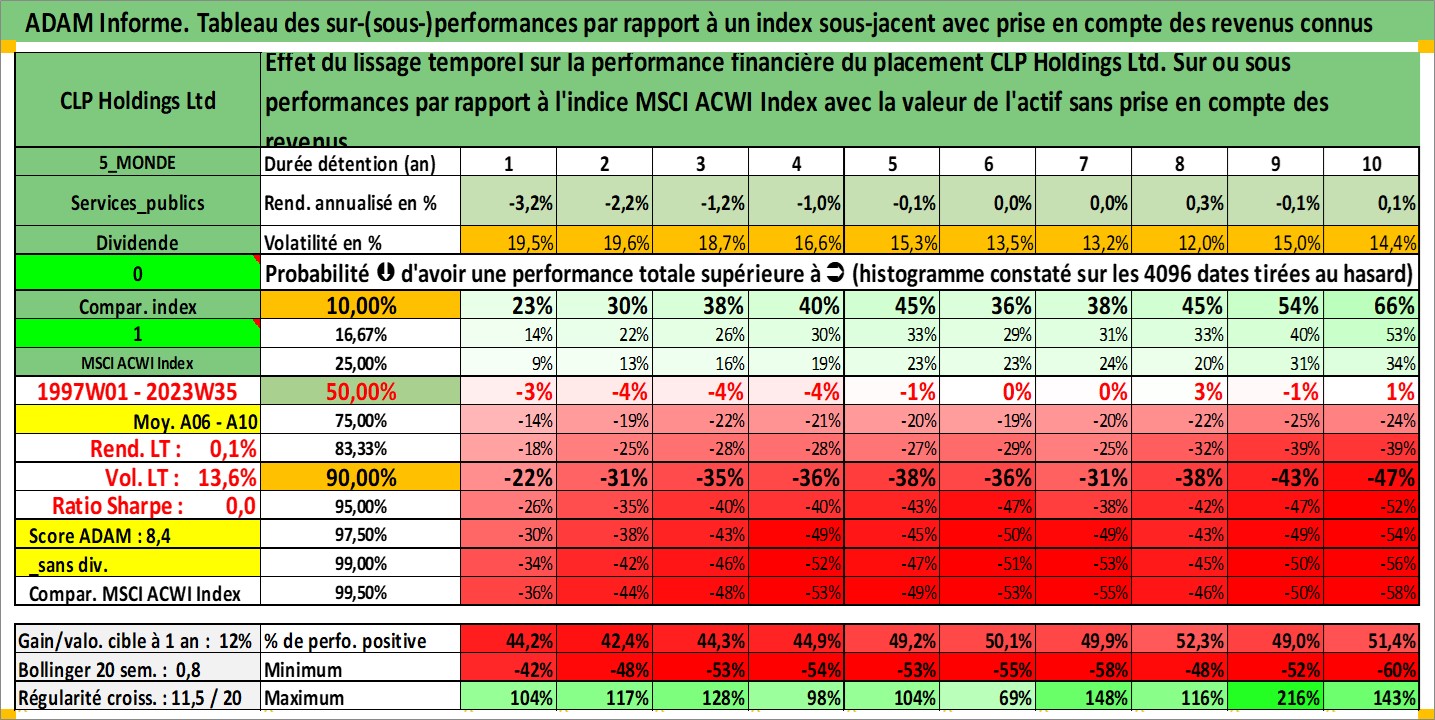 ADAM Informe. Tableau des sur-(sous-)performances par rapport à un index sous-jacent avec prise en compte des revenus connus
CLP Holdings Ltd
Effet du lissage temporel sur la performance financière du placement CLP Holdings Ltd. Sur ou sous
performances par rapport à l'indice MSCI ACWI Index avec la valeur de l'actif sans prise en compte des
revenus
5_MONDE Durée détention (an) 1 2 3 4 5 6 7 8 9 10
Services_publics Rend. annualisé en % -3,2% -2,2% -1,2% -1,0% -0,1% 0,0% 0,0% 0,3% -0,1% 0,1%
Dividende Volatilité en % 19,5% 19,6% 18,7% 16,6% 15,3% 13,5% 13,2% 12,0% 15,0% 14,4%
0 Probabilité d'avoir une performance totale supérieure à (histogramme constaté sur les 4096 dates tirées au hasard)
Compar. index 10,00% 23% 30% 38% 40% 45% 36% 38% 45% 54% 66%
1 16,67% 14% 22% 26% 30% 33% 29% 31% 33% 40% 53%
MSCI ACWI Index 25,00% 9% 13% 16% 19% 23% 23% 24% 20% 31% 34%
1997W01 - 2023W35 50,00% -3% -4% -4% -4% -1% 0% 0% 3% -1% 1%
Moy. A06 - A10 75,00% -14% -19% -22% -21% -20% -19% -20% -22% -25% -24%
Rend. LT : 0,1% 83,33% -18% -25% -28% -28% -27% -29% -25% -32% -39% -39%
Vol. LT : 13,6% 90,00% -22% -31% -35% -36% -38% -36% -31% -38% -43% -47%
Ratio Sharpe : 0,0 95,00% -26% -35% -40% -40% -43% -47% -38% -42% -47% -52%
Score ADAM : 8,4 97,50% -30% -38% -43% -49% -45% -50% -49% -43% -49% -54%
_sans div. 99,00% -34% -42% -46% -52% -47% -51% -53% -45% -50% -56%
Compar. MSCI ACWI Index 99,50% -36% -44% -48% -53% -49% -53% -55% -46% -50% -58%
Gain/valo. cible à 1 an : 12% % de perfo. positive 44,2% 42,4% 44,3% 44,9% 49,2% 50,1% 49,9% 52,3% 49,0% 51,4%
Bollinger 20 sem. : 0,8 Minimum -42% -48% -53% -54% -53% -55% -58% -48% -52% -60%
Régularité croiss. : 11,5 / 20 Maximum 104% 117% 128% 98% 104% 69% 148% 116% 216% 143%